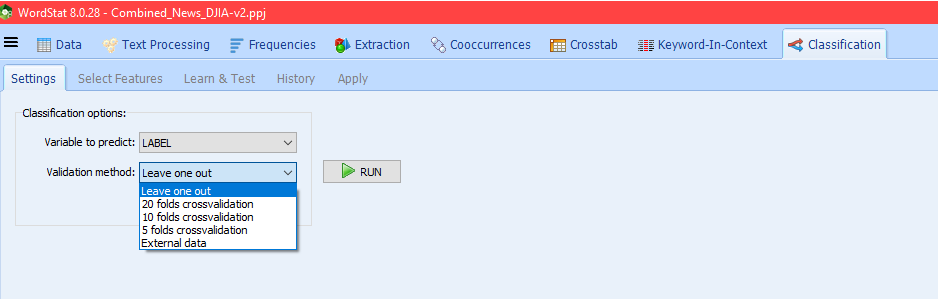 WordStat 8.0.28 - Combined_News_DJIA-v2.ppj
Data Text Processing Frequencies Extraction Cooccurrences Crosstab Keyword-In-Context Classification
Settings Select Features Learn & Test History Apply
Classification options:
Variable to predict: LABEL
Validation method: Leave one out RUN
Leave one out
20 folds crossvalidation
10 folds crossvalidation
5 folds crossvalidation
External data